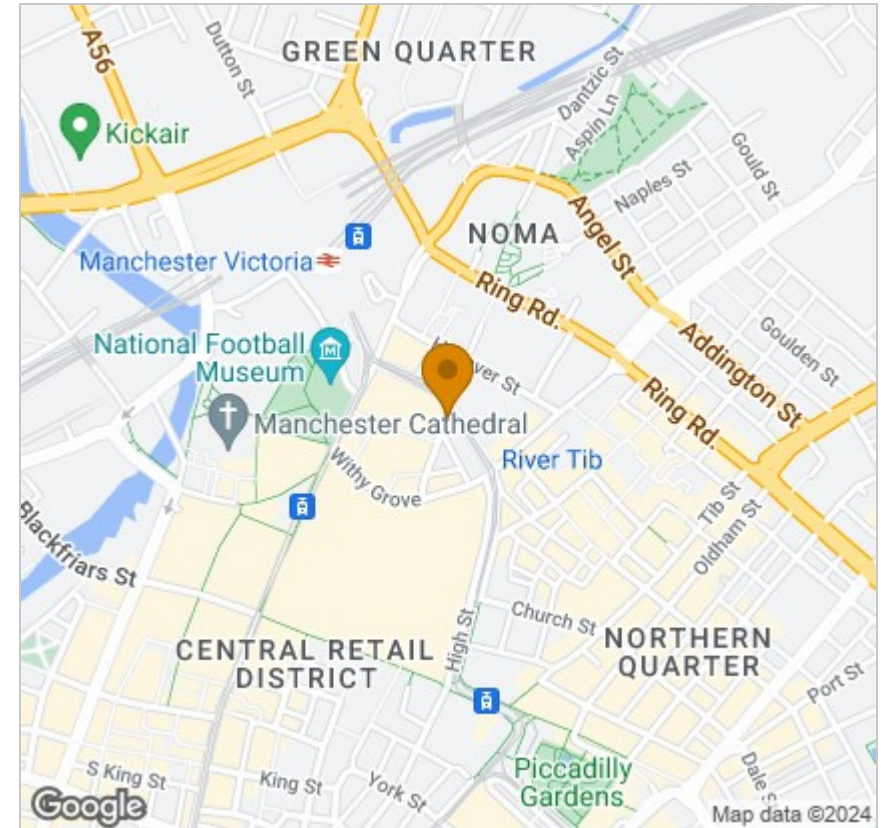 A56
Dutton St
GREEN QUARTER
Dantzic St
Aspin Ln
Kickair
Gould St
Naples St
NOMA
Angel St
Manchester Victoria
Ring Rd.
Goulden St
Addington St
National Football
Museum
Manchester Cathedral
Ring Rd.
River Tib
Withy Grove
Tib St
Oldham St
Blackfriars St
Church St
High St
CENTRAL RETAIL
DISTRICT
NORTHERN
QUARTER
Port St
S King St
King St
York St
Piccadilly
Gardens
Google
Map data ©2024